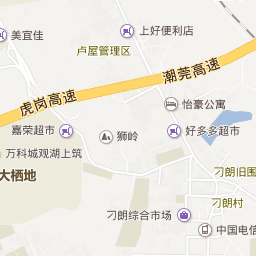 美宜佳
上好便利店
卢屋管理区
潮莞高速
虎岗高速
怡豪公寓
嘉荣超市
狮岭
好多多超市
万科城观湖上筑
大栖地
刁朗旧围
刁朗村
刁朗综合市场
中国电信